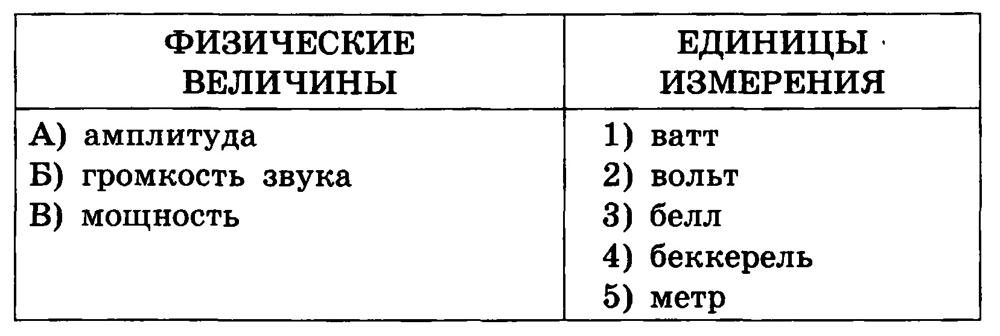 ФИЗИЧЕСКИЕ
ВЕЛИЧИНЫ
ЕДИНИЦЫ
ИЗМЕРЕНИЯ
А) амплитуда
Б) громкость звука
В) мощность
1) ватт
2) вольт
3) белл
4) беккерель
5) метр